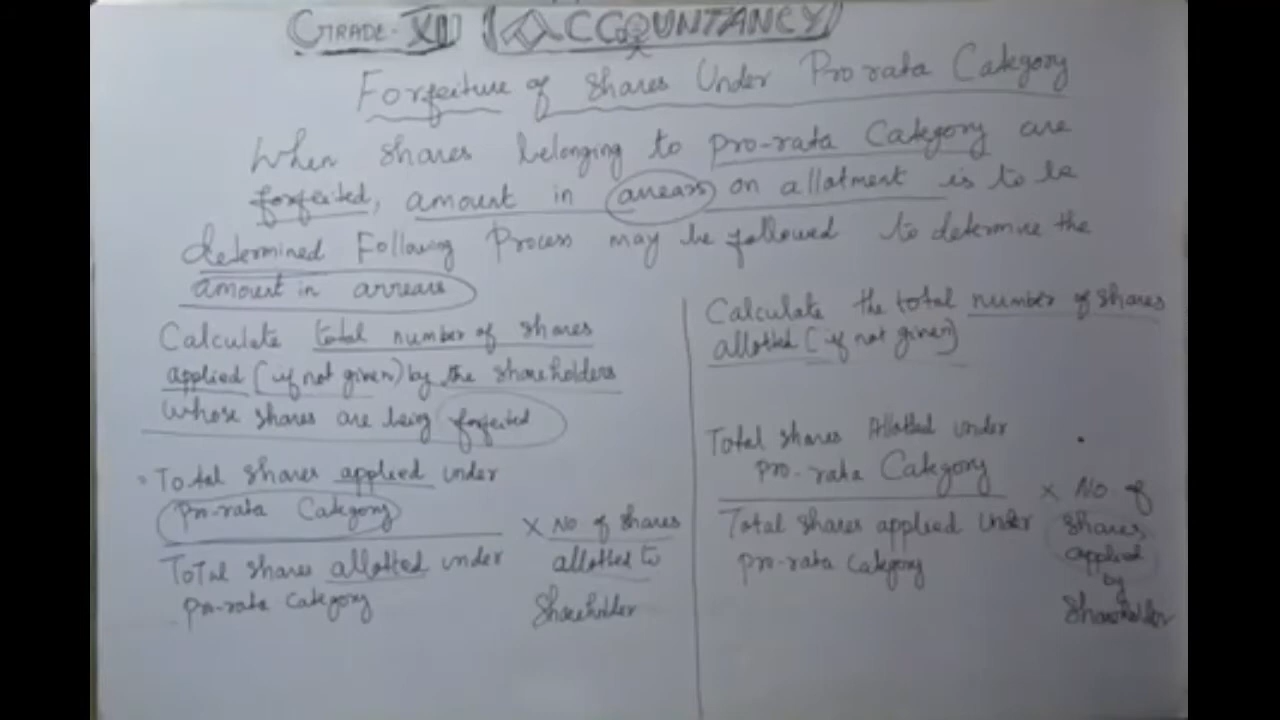 GRADE-XII (ACCOUNTANCY)
Forfeiture of Shares Under Pro rata Category
When shares belonging to pro-rata Category are
forfeited, amount in arrears on allotment is to be
determined Following Process may be followed to determine the
amount in arrears
Calculate total number of shares
applied (if not given) by the shareholders
whose shares are being forfeited
Total shares applied under
Pro-rata Category
Total shares allotted under
Pro-rata Category
x No of shares
allotted to
Shareholder
Calculate the total number of shares
allotted (if not given)
Total shares Allotted under
pro-rata Category
Total shares applied under
pro-rata Category
x No of
shares
applied
by
Shareholder